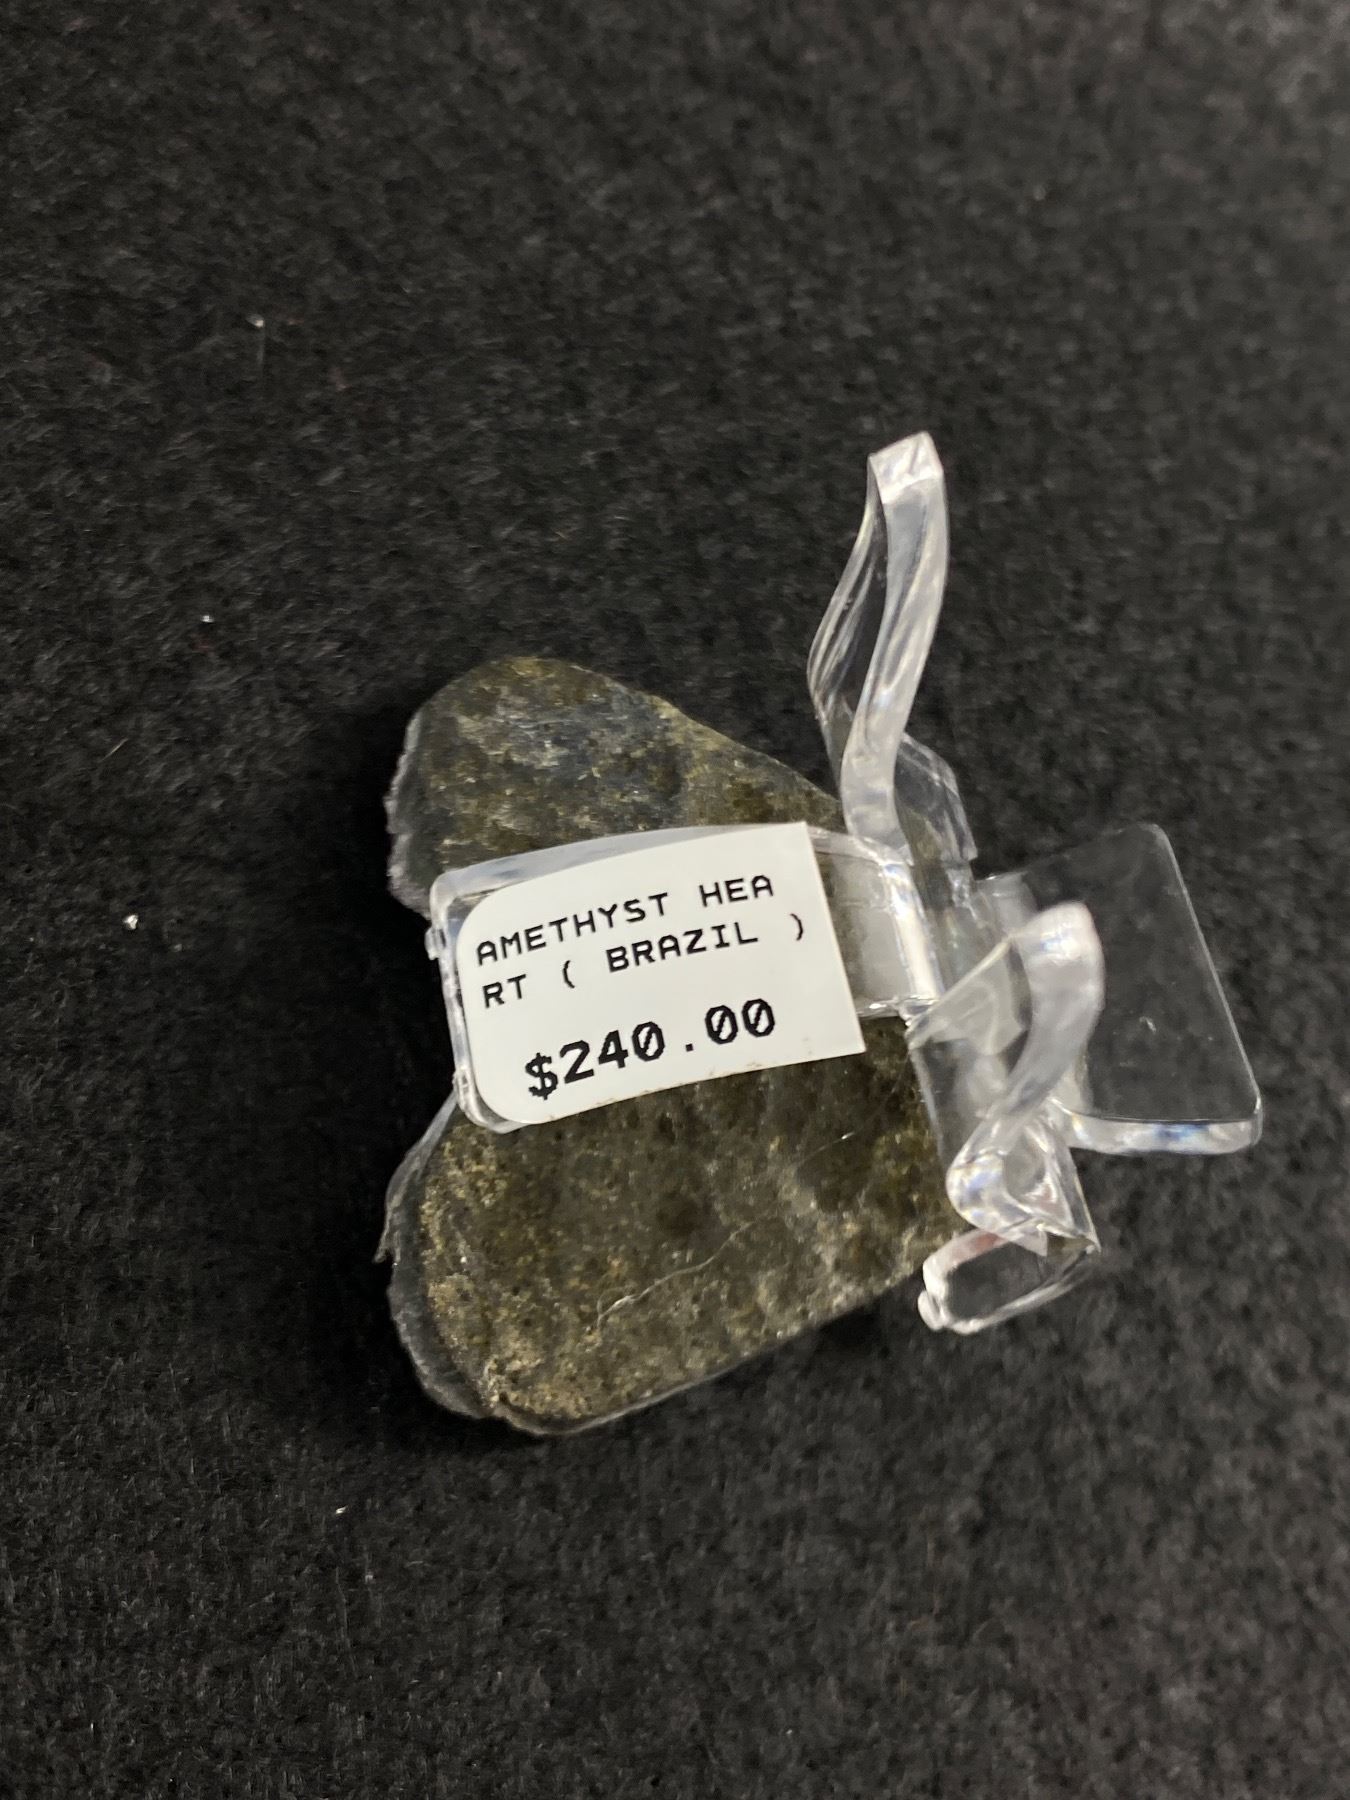 AMETHYST HEA
RT ( BRAZIL )
$240.00